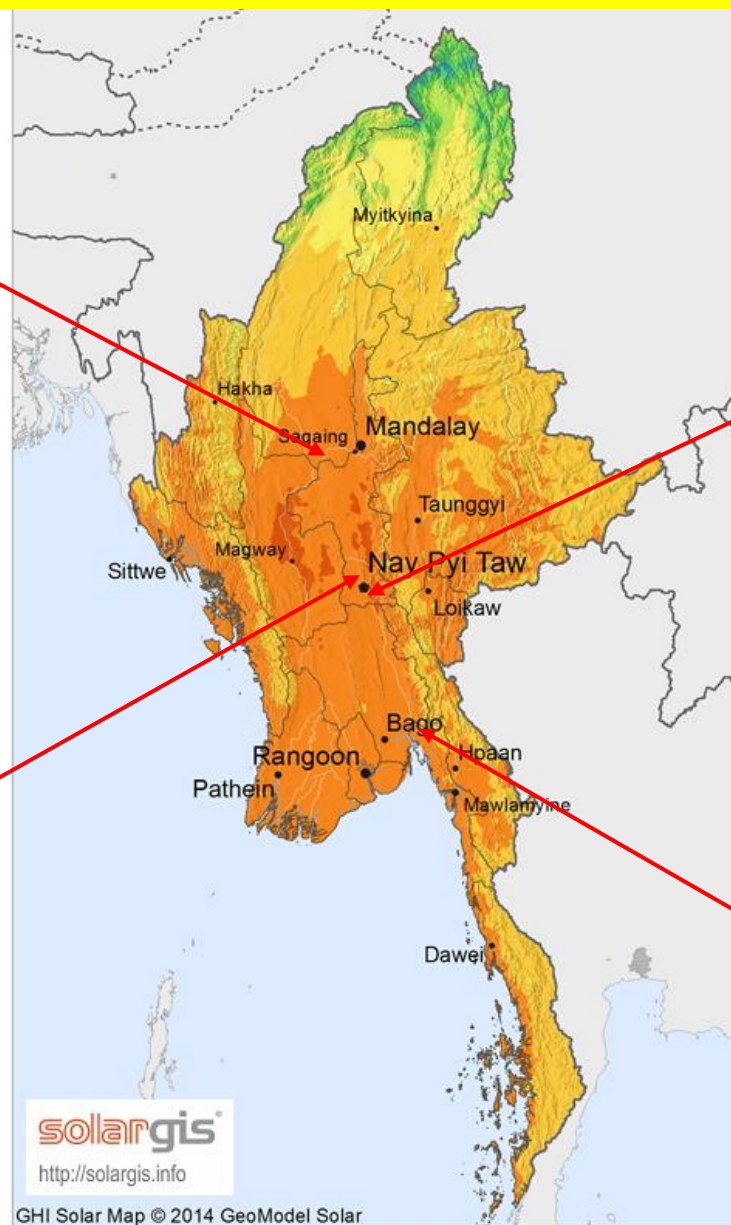 Myitkyina
Hakha
Sagaing
Mandalay
Taunggyi
Magway
Nay Pyi Taw
Sittwe
Loikaw
Bago
Rangoon
Hpaan
Pathein
Mawlamyine
Dawei
solargis
http://solargis.info
GHI Solar Map © 2014 GeoModel Solar